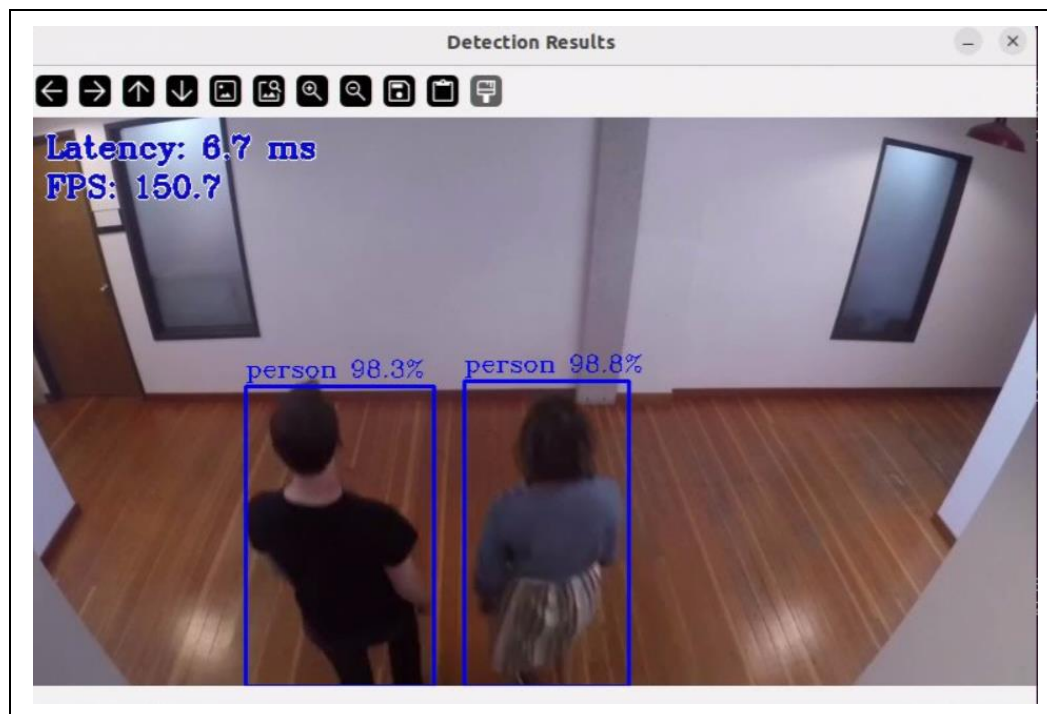 Detection Results
Latency: 6.7 ms
FPS: 150.7
person 98.3%
person 98.8%